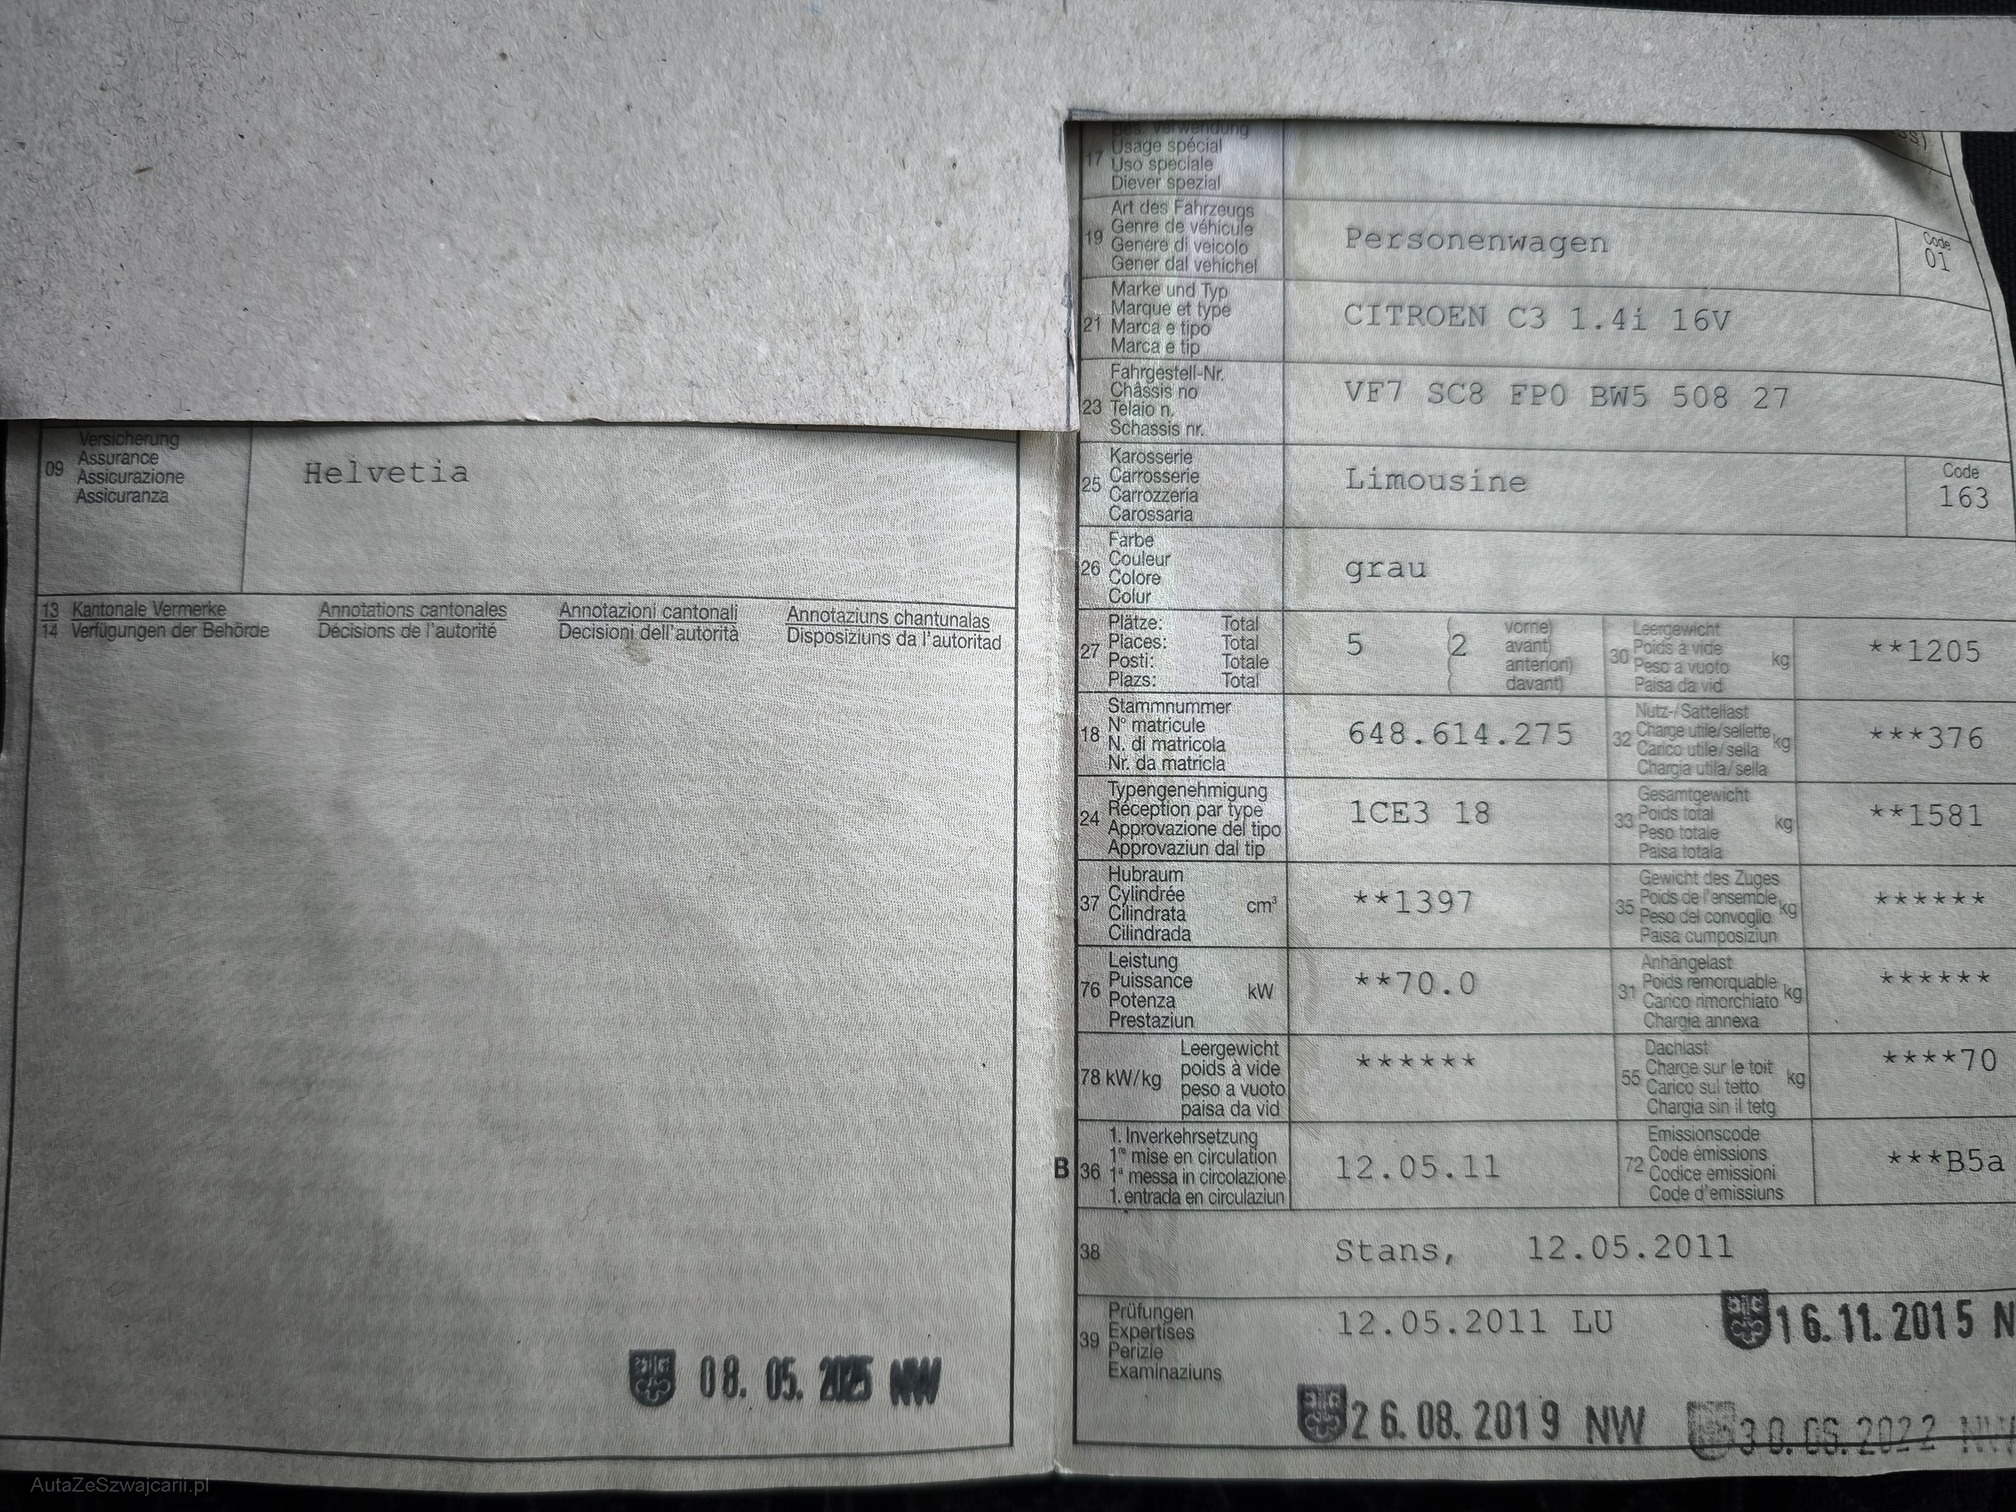 Versicherung
09 Assurance
Assicurazione
Assicuranza
Helvetia
13 Kantonale Vermerke Annotations cantonales Annotazioni cantonali Annotaziuns chantunalas
14 Verfügungen der Behörde Décisions de l'autorité Decisioni dell'autorità Disposiziuns da l'autoritad
08. 05. 2025 NW
Bes. Verwendung
17 Usage spécial
Uso speciale
Diever spezial
Art des Fahrzeugs
19 Genre de véhicule
Genere di veicolo
Gener dal vehichel
Personenwagen
Code
01
Marke und Typ
Marque et type
21 Marca e tipo
Marca e tip
CITROEN C3 1.4i 16V
Fahrgestell-Nr.
Châssis no
23 Telaio n.
Schassis nr.
VF7 SC8 FP0 BW5 508 27
Karosserie
25 Carrosserie
Carrozzeria
Carossaria
Limousine
Code
163
Farbe
26 Couleur
Colore
Colur
grau
Plätze: Total
27 Places: Total
Posti: Totale
Plazs: Total
5 (2 vorne)
avant)
anteriori)
davant)
Leergewicht
30 Poids à vide kg
Peso a vuoto
Paisa da vid
**1205
Stammnummer
18 N° matricule
N. di matricola
Nr. da matricla
648.614.275
Nutz-/Sattellast
32 Charge utile/sellette kg
Carico utile/sella
Chargia utila/sella
***376
Typengenehmigung
24 Réception par type
Approvazione del tipo
Approvaziun dal tip
1CE3 18
Gesamtgewicht
33 Poids total kg
Peso totale
Paisa totala
**1581
Hubraum
37 Cylindrée cm³
Cilindrata
Cilindrada
**1397
Gewicht des Zuges
35 Poids de l'ensemble kg
Peso del convoglio
Paisa cumposiziun
******
Leistung
76 Puissance kW
Potenza
Prestaziun
**70.0
Anhängelast
31 Poids remorquable kg
Carico rimorchiato
Chargia annexa
******
78 kW/kg Leergewicht
poids à vide
peso a vuoto
paisa da vid
******
Dachlast
55 Charge sur le toit kg
Carico sul tetto
Chargia sin il tetg
****70
B 36 1. Inverkehrsetzung
1re mise en circulation
1a messa in circolazione
1. entrada en circulaziun
12.05.11
Emissionscode
72 Code émissions
Codice emissioni
Code d'emissiuns
***B5a
38 Stans, 12.05.2011
Prüfungen
39 Expertises
Perizie
Examinaziuns
12.05.2011 LU
16.11.2015 N
26.08.2019 NW
30.06.2022 NW
AutaZeSzwajcarii.pl